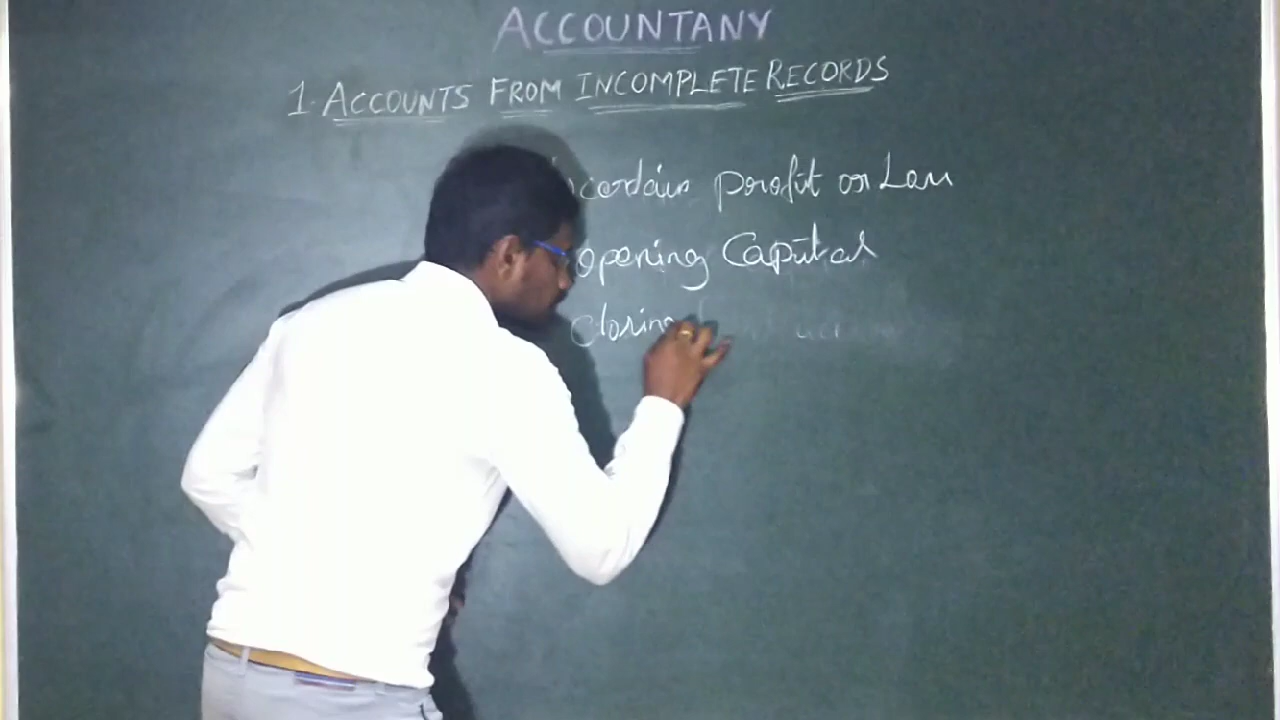 ACCOUNTANY
1. ACCOUNTS FROM INCOMPLETE RECORDS
profit or Loss
opening Capital
closing